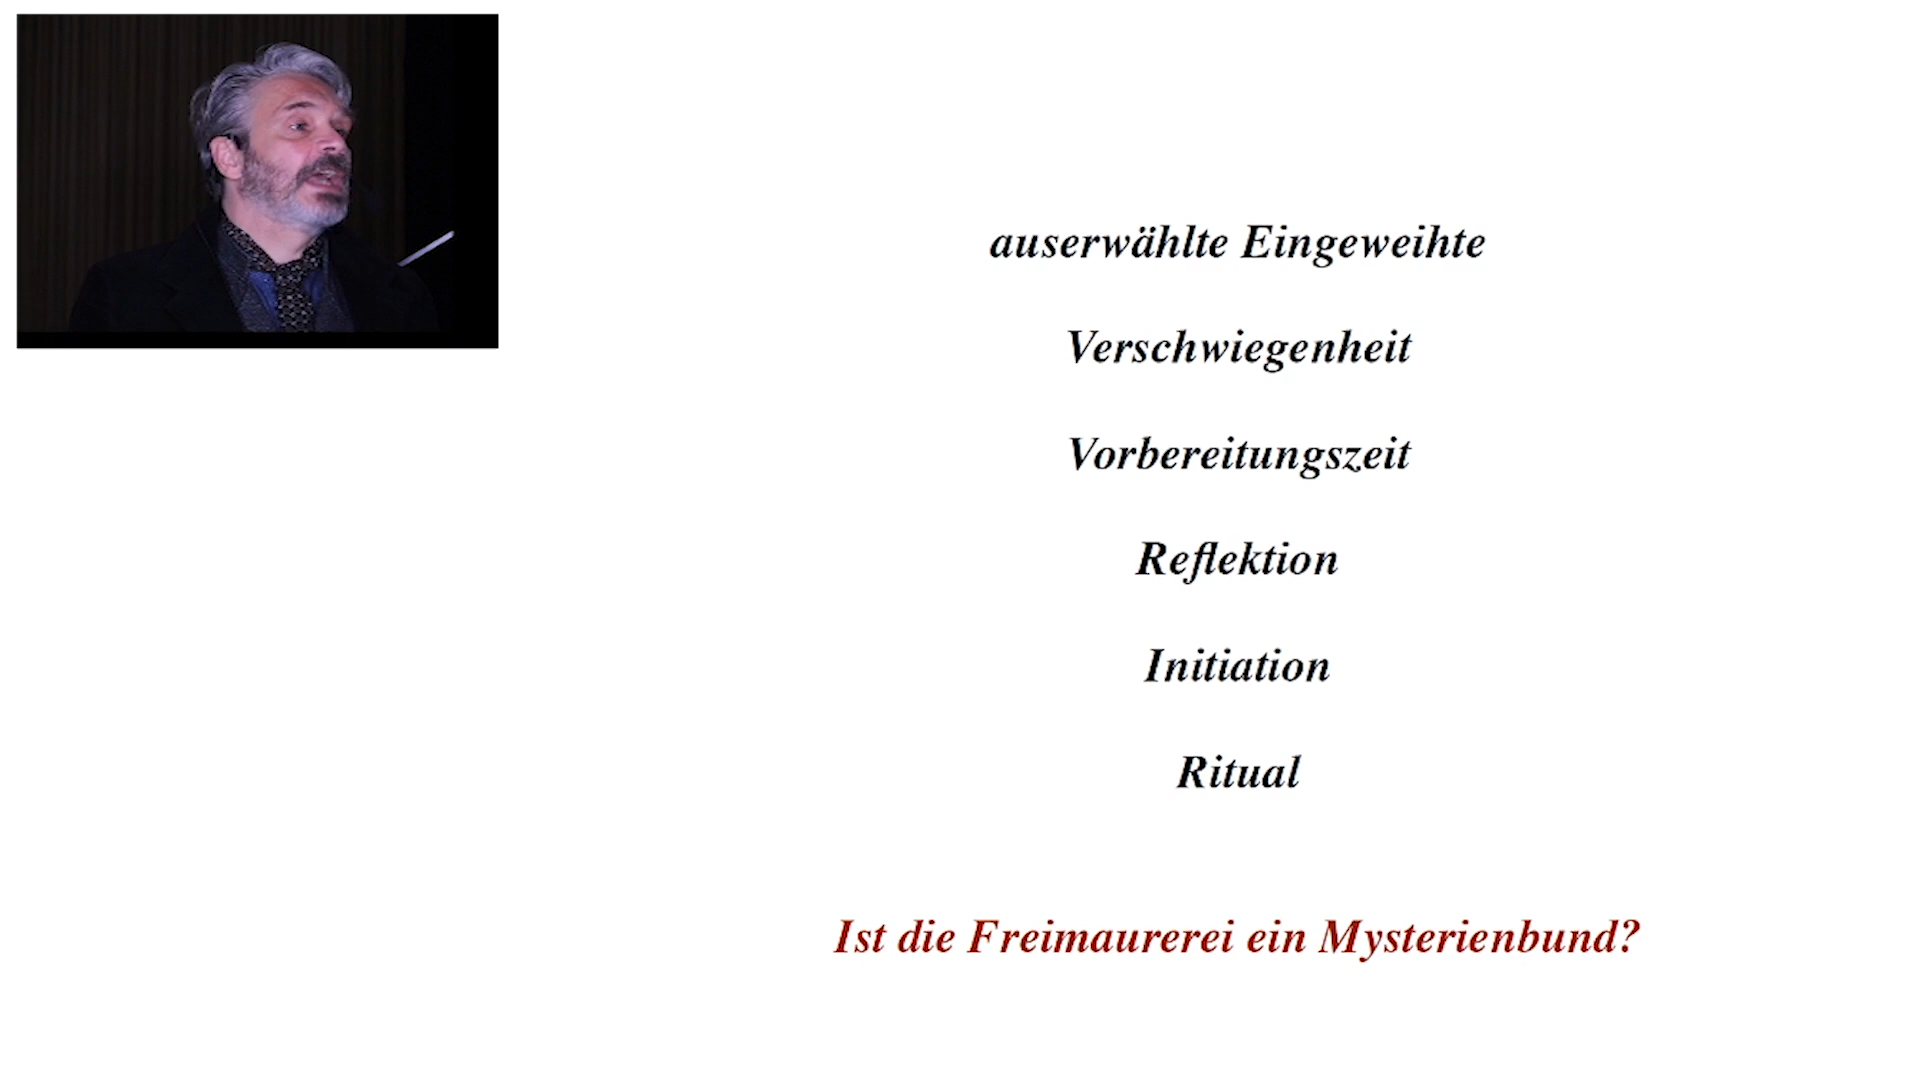 auserwählte Eingeweihte
Verschwiegenheit
Vorbereitungszeit
Reflektion
Initiation
Ritual
Ist die Freimaurerei ein Mysterienbund?